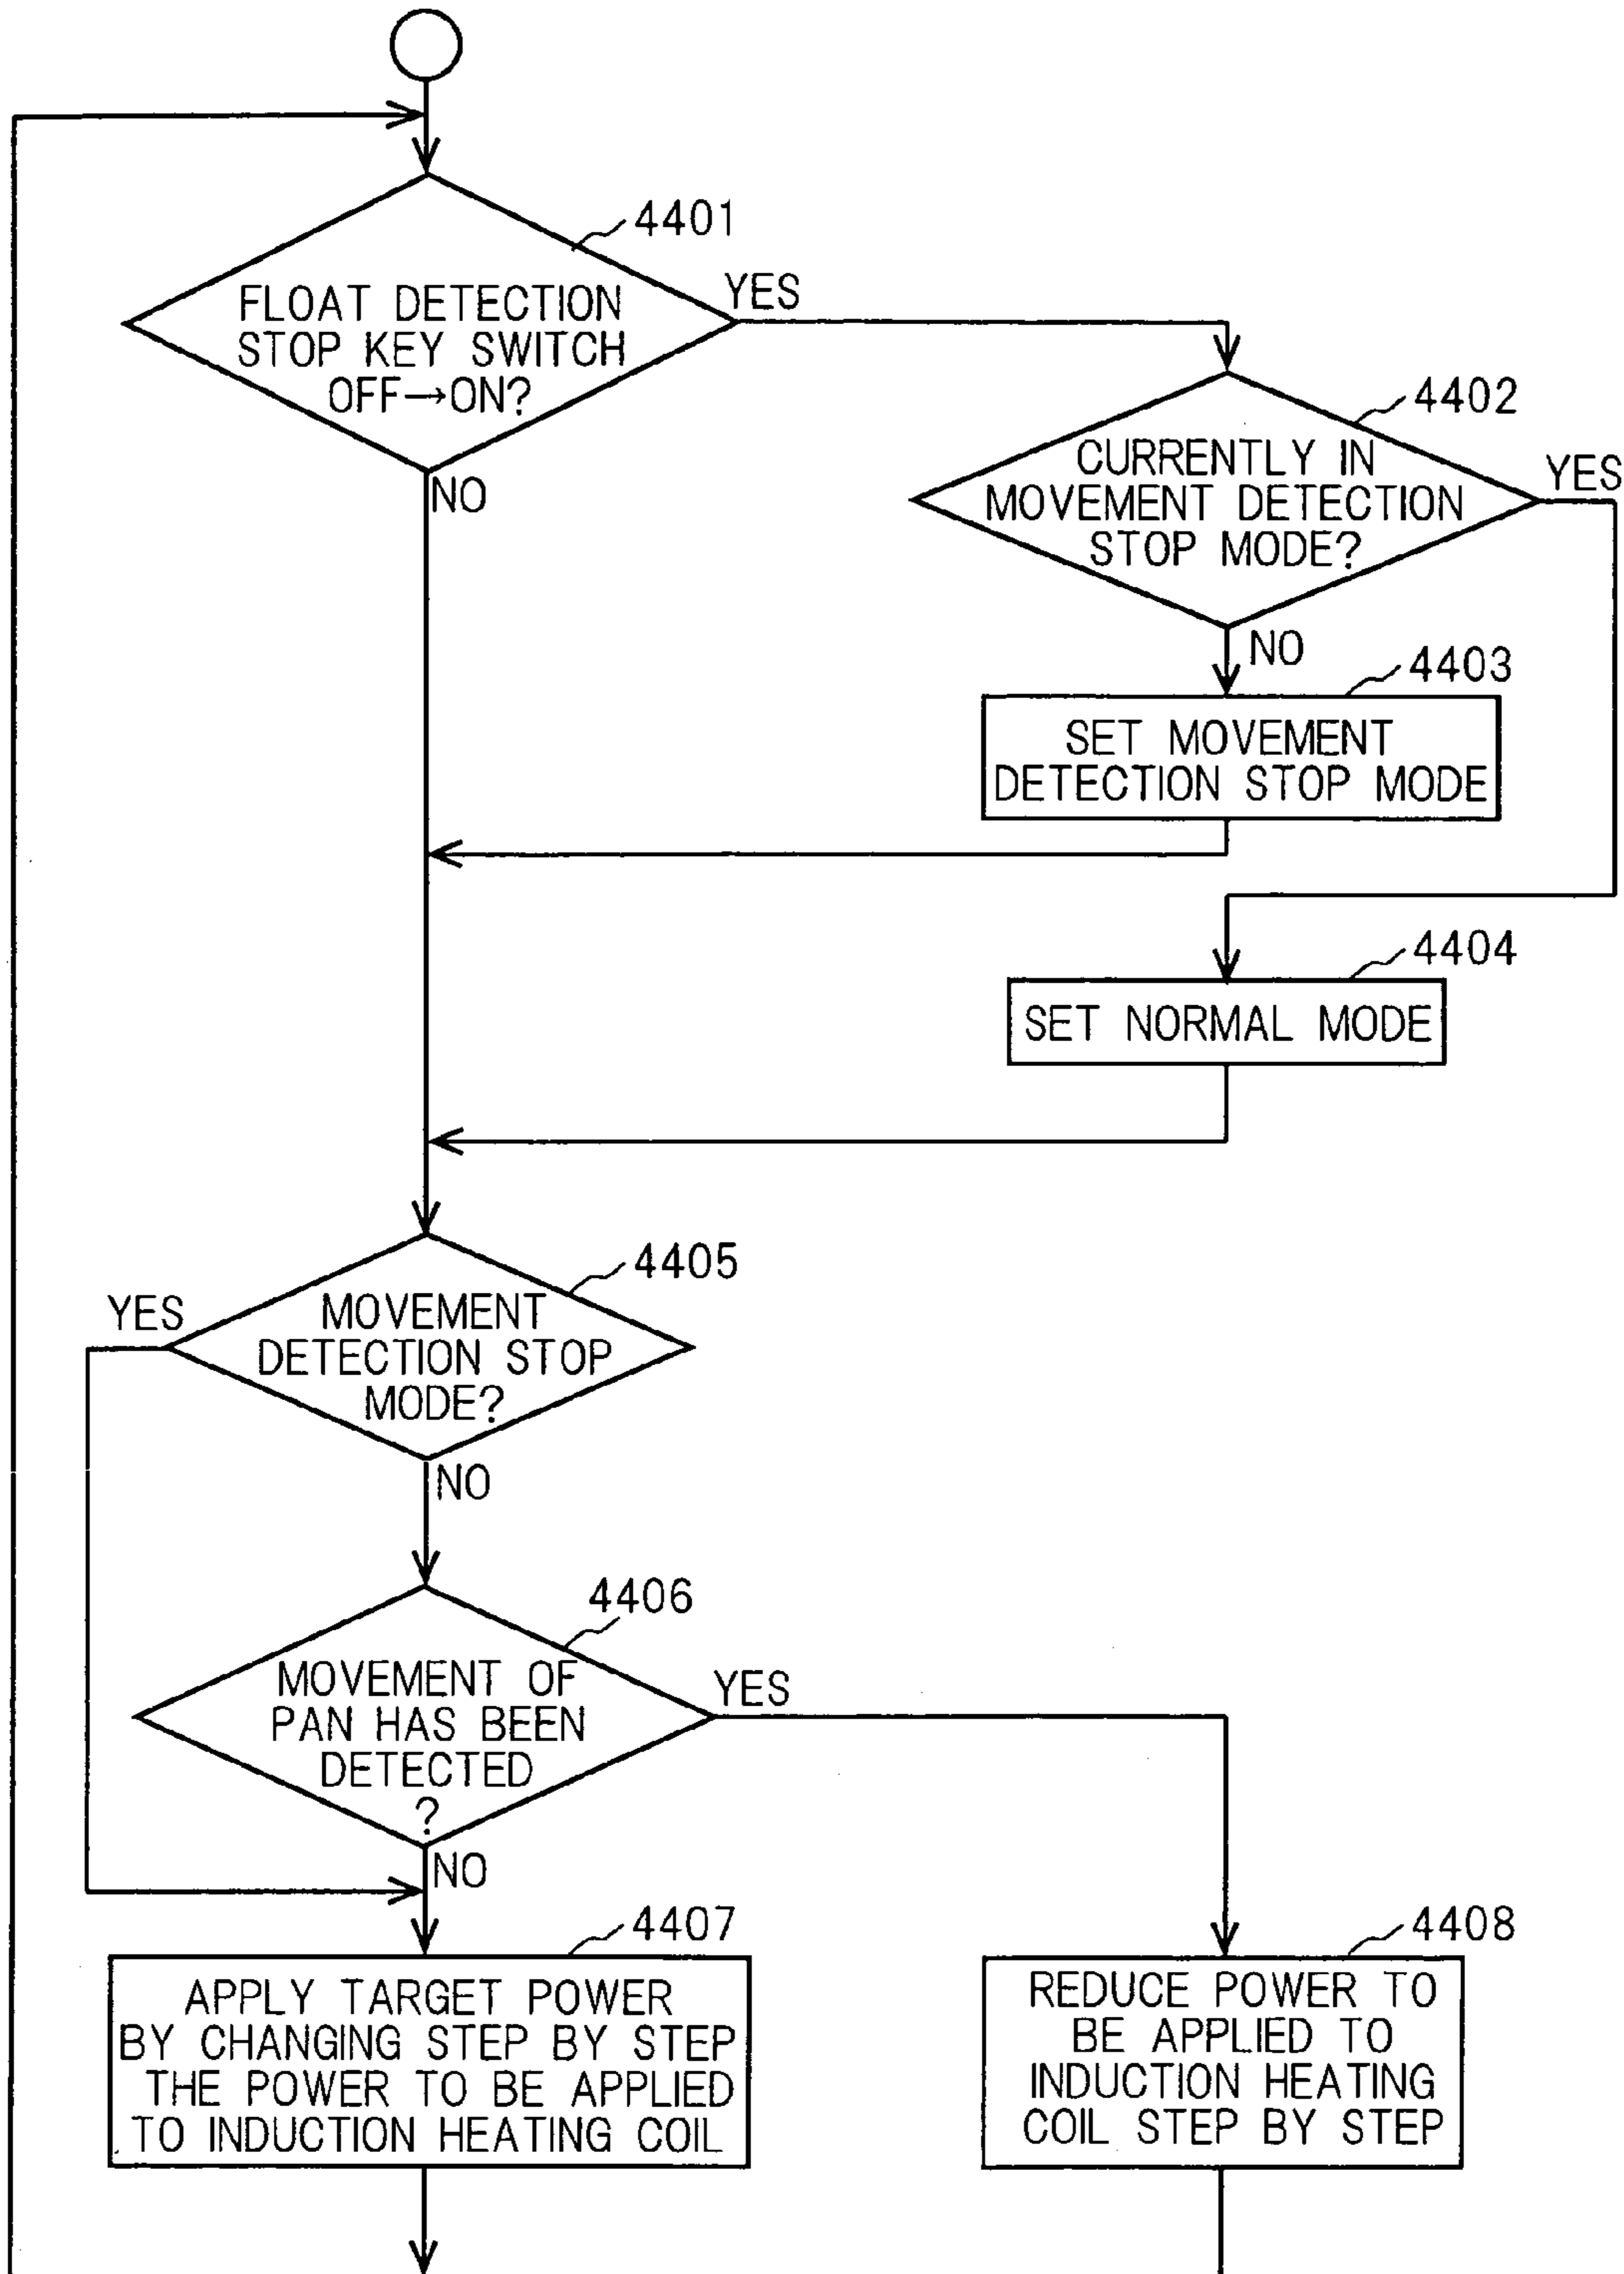 4401
FLOAT DETECTION
STOP KEY SWITCH
OFF→ON?
YES
NO
4402
CURRENTLY IN
MOVEMENT DETECTION
STOP MODE?
YES
NO
4403
SET MOVEMENT
DETECTION STOP MODE
4404
SET NORMAL MODE
4405
MOVEMENT
DETECTION STOP
MODE?
YES
NO
4406
MOVEMENT OF
PAN HAS BEEN
DETECTED
?
YES
NO
4407
APPLY TARGET POWER
BY CHANGING STEP BY STEP
THE POWER TO BE APPLIED
TO INDUCTION HEATING COIL
4408
REDUCE POWER TO
BE APPLIED TO
INDUCTION HEATING
COIL STEP BY STEP